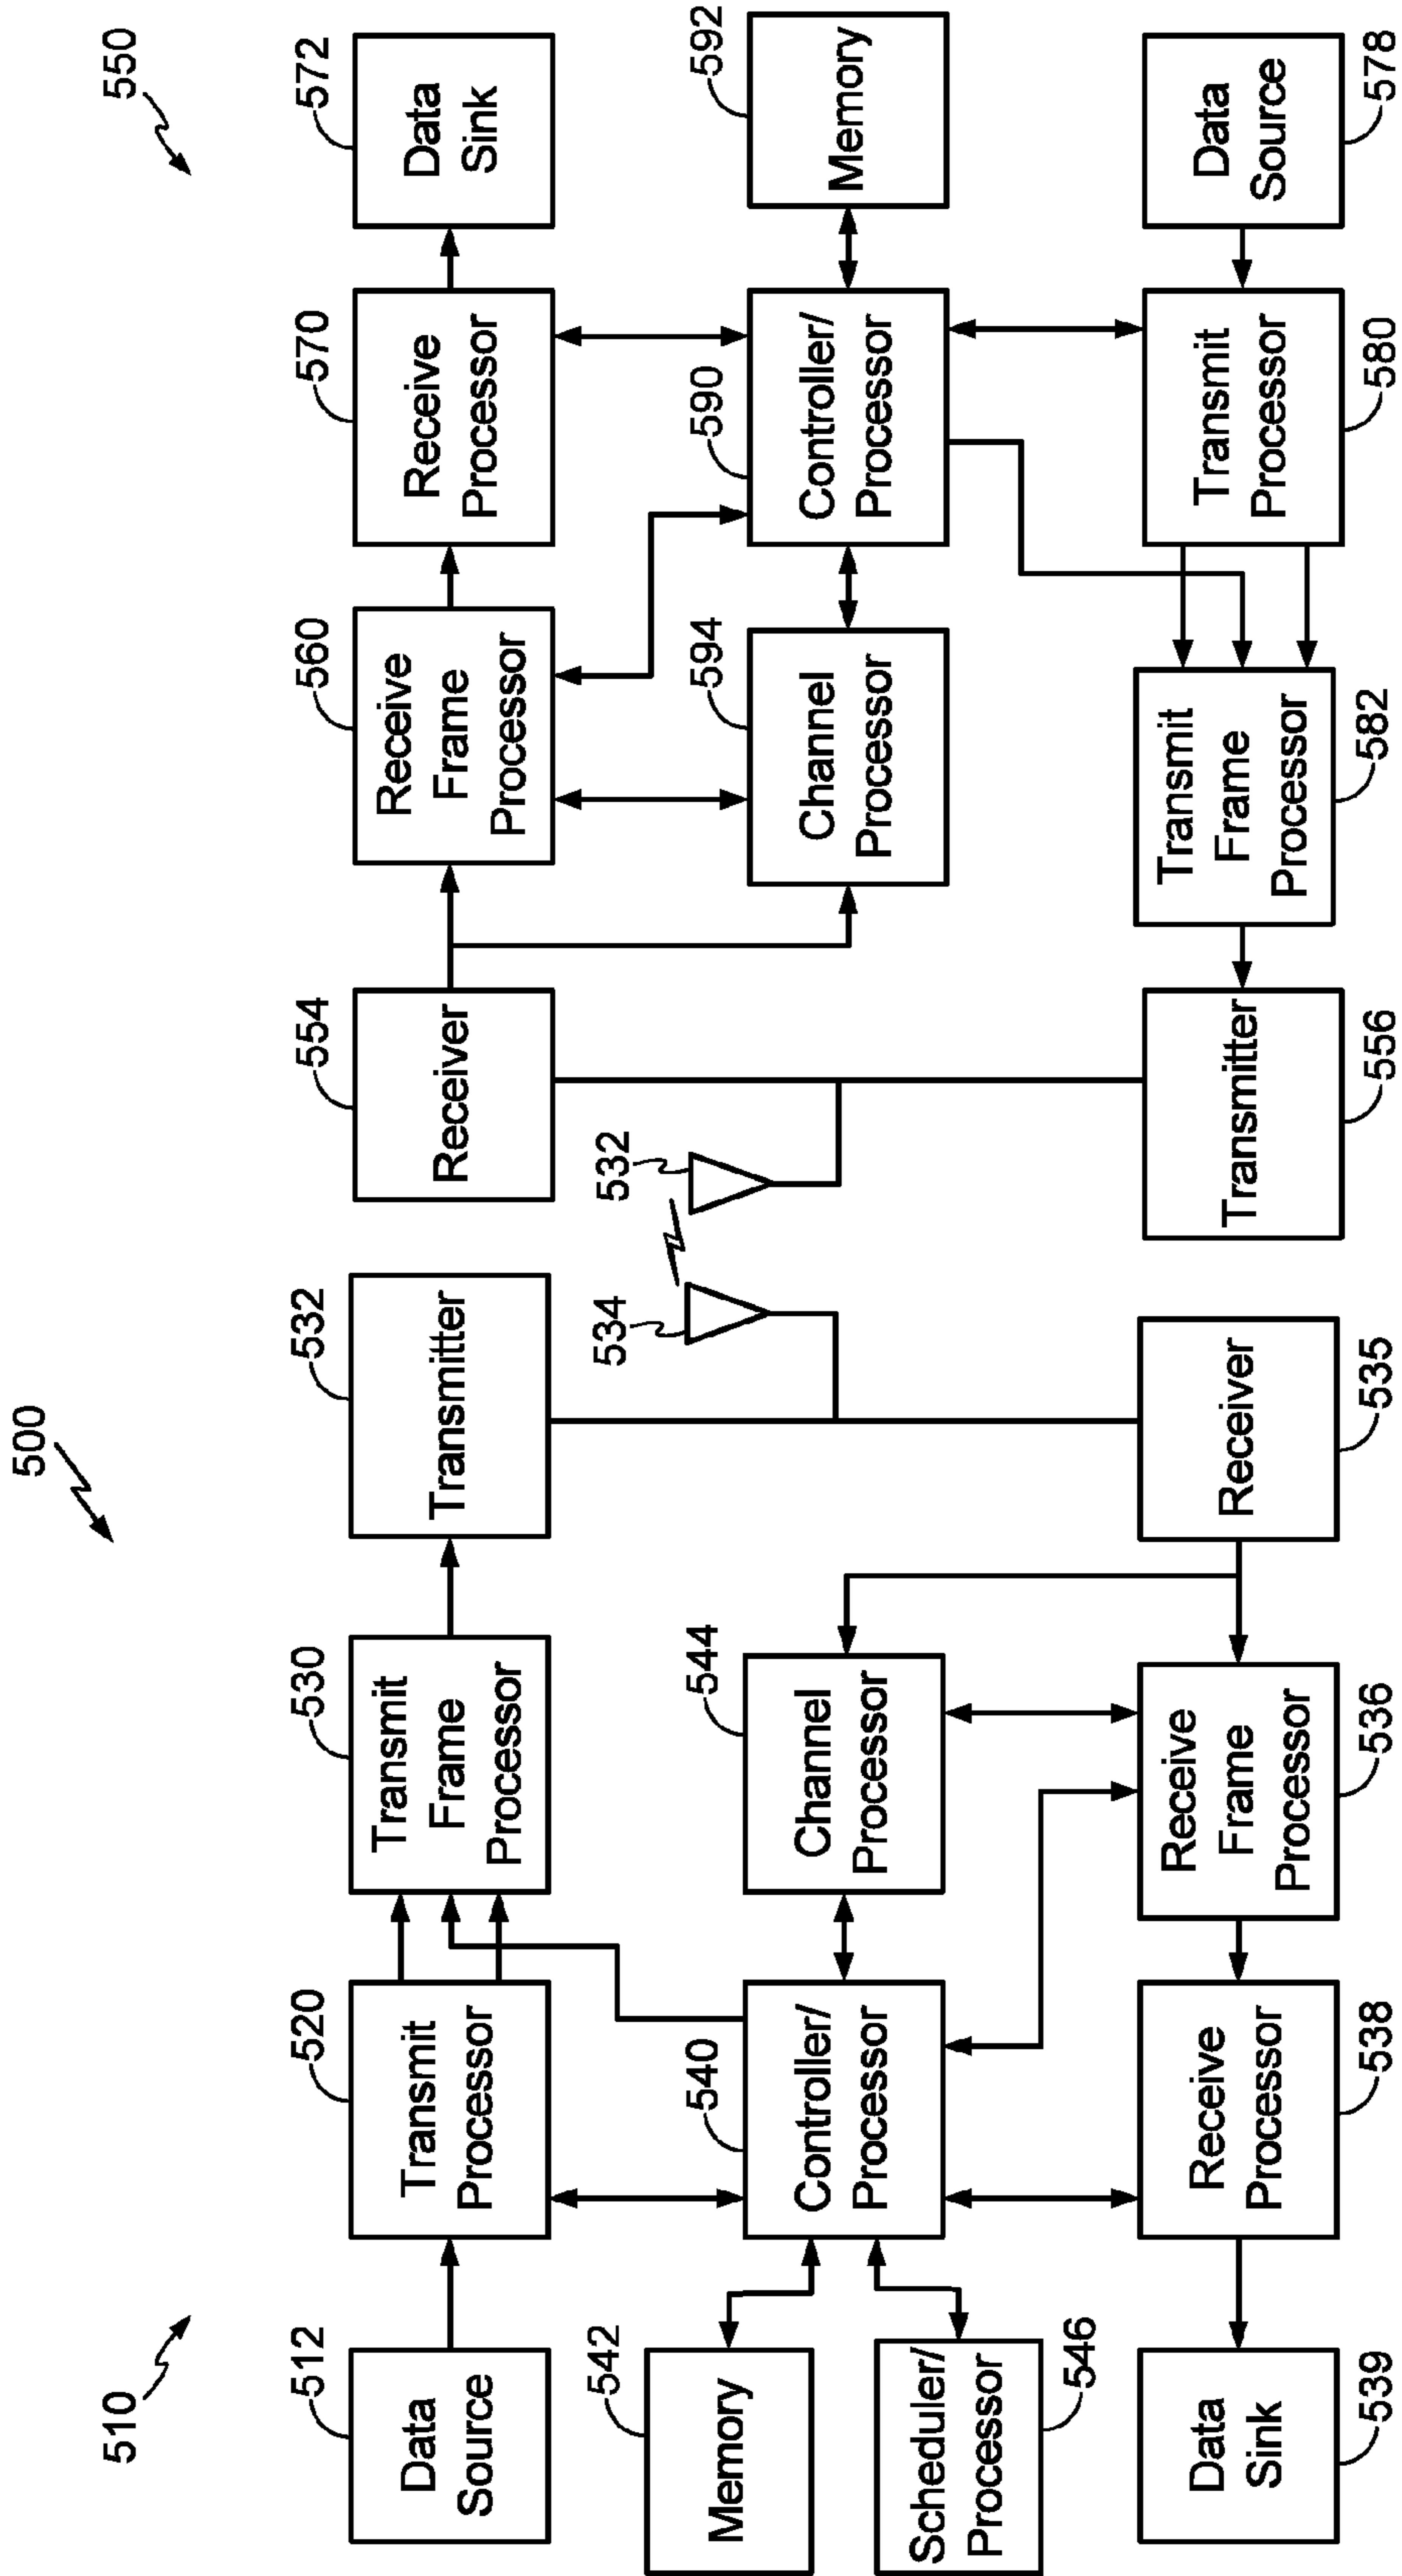 500
510
550
512
Data
Source
520
Transmit
Processor
530
Transmit
Frame
Processor
532
Transmitter
554
Receiver
560
Receive
Frame
Processor
570
Receive
Processor
572
Data
Sink
542
Memory
540
Controller/
Processor
544
Channel
Processor
534
532
594
Channel
Processor
590
Controller/
Processor
592
Memory
Scheduler/
Processor
546
Data
Sink
539
Receive
Processor
538
Receive
Frame
Processor
536
Receiver
535
Transmitter
556
Transmit
Frame
Processor
582
Transmit
Processor
580
Data
Source
578